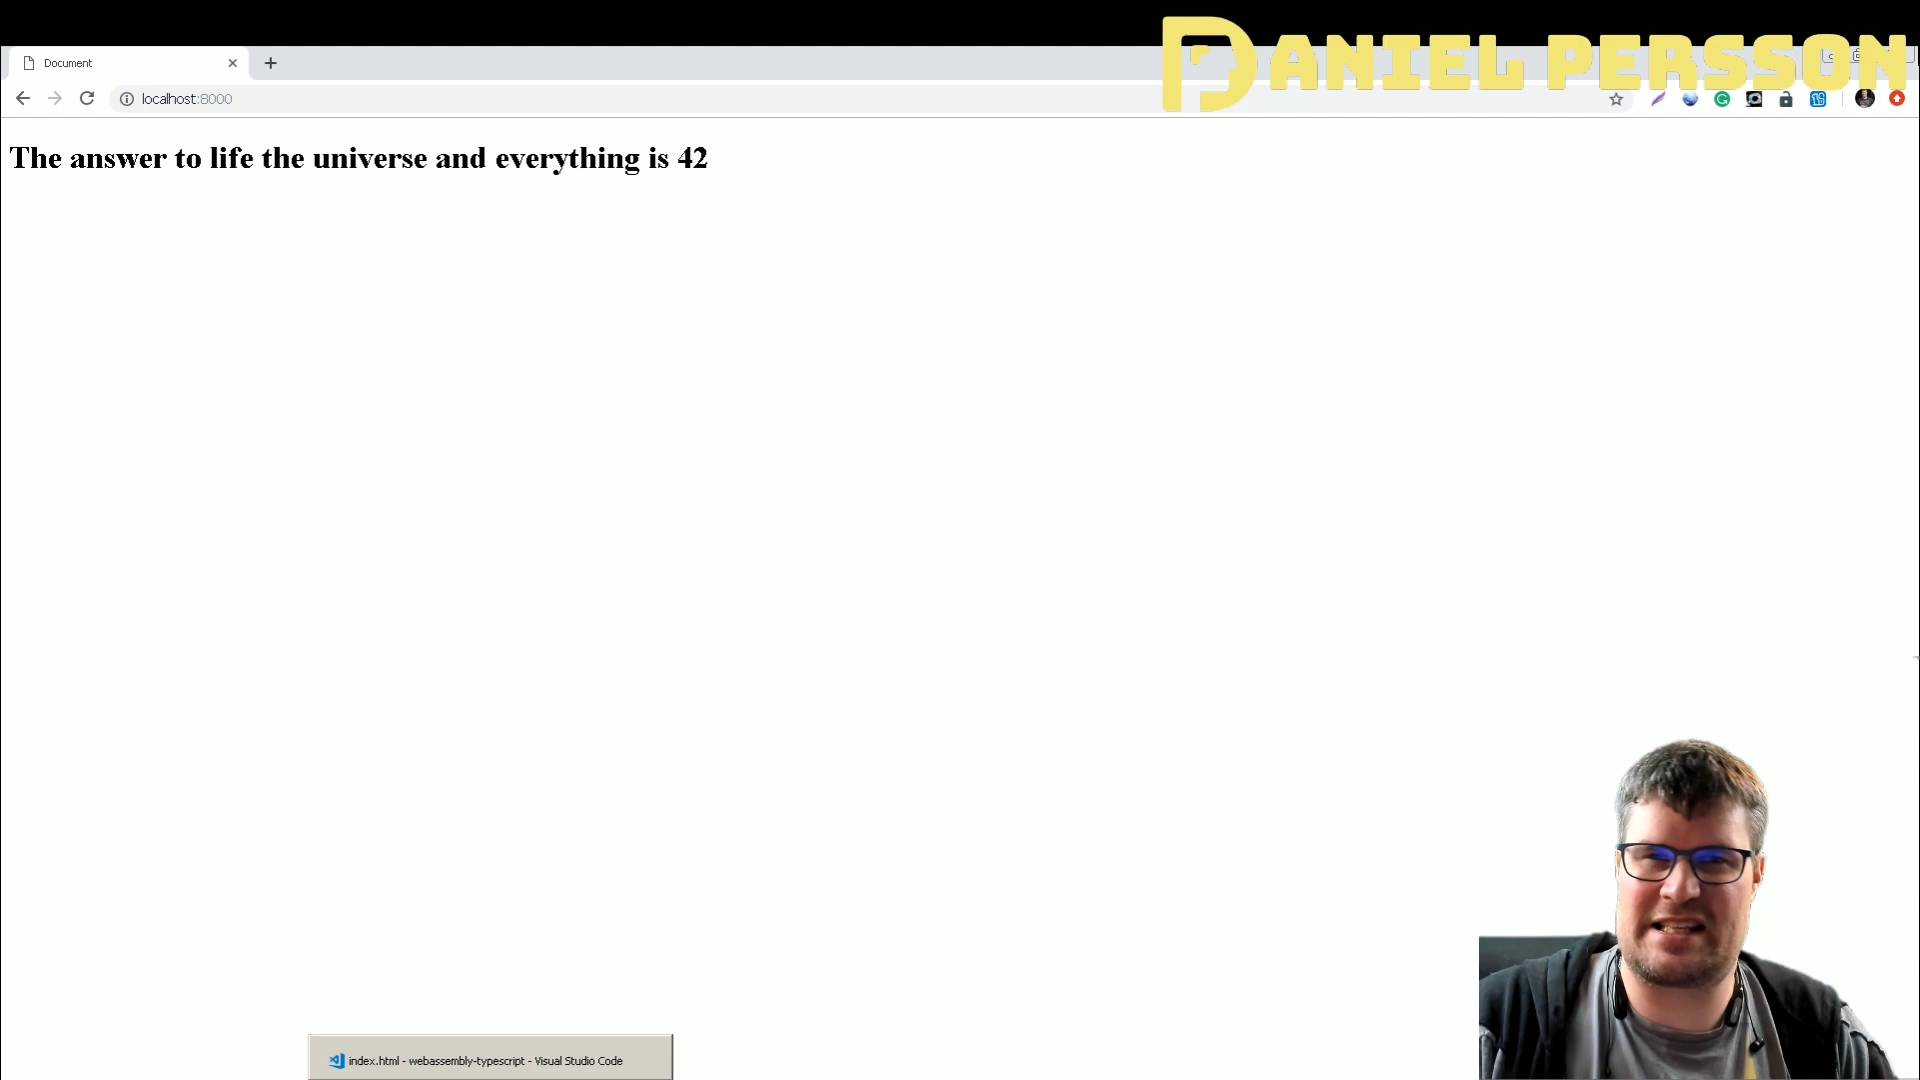 DANIEL PERSSON
Document
localhost:8000
The answer to life the universe and everything is 42
index.html - webassembly-typescript - Visual Studio Code